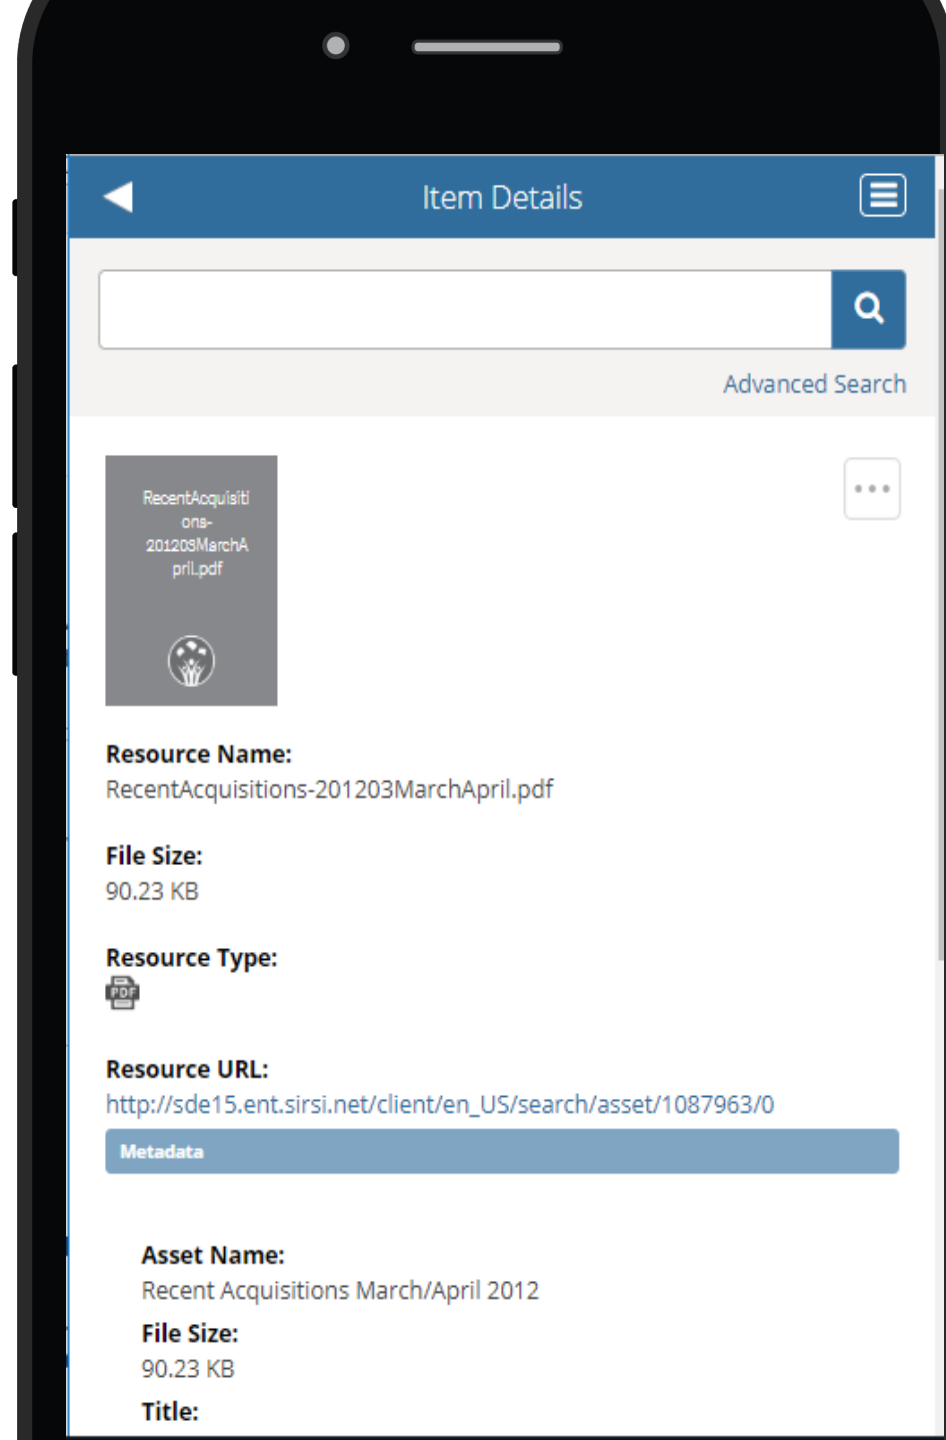 Item Details
Advanced Search
RecentAcquisiti
ons-
201203MarchA
pril.pdf
Resource Name:
RecentAcquisitions-201203MarchApril.pdf
File Size:
90.23 KB
Resource Type:
PDF
Resource URL:
http://sde15.ent.sirsi.net/client/en_US/search/asset/1087963/0
Metadata
Asset Name:
Recent Acquisitions March/April 2012
File Size:
90.23 KB
Title: